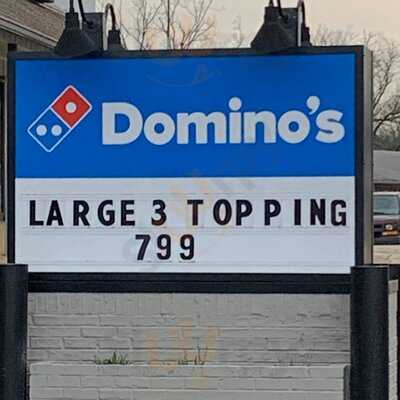 Domino's
LARGE 3 TOPPING
799